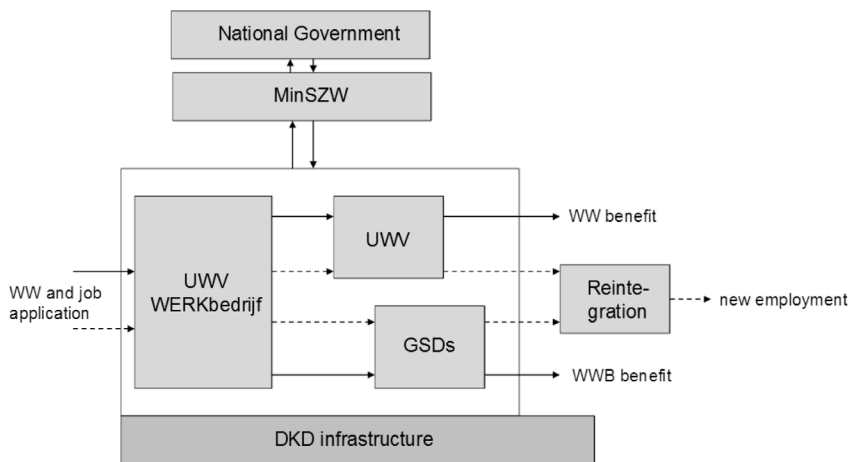 National Government
MinSZW
UWV
WERKbedrijf
UWV
GSDs
WW and job
application
WW benefit
Reinte-
gration
new employment
WWB benefit
DKD infrastructure